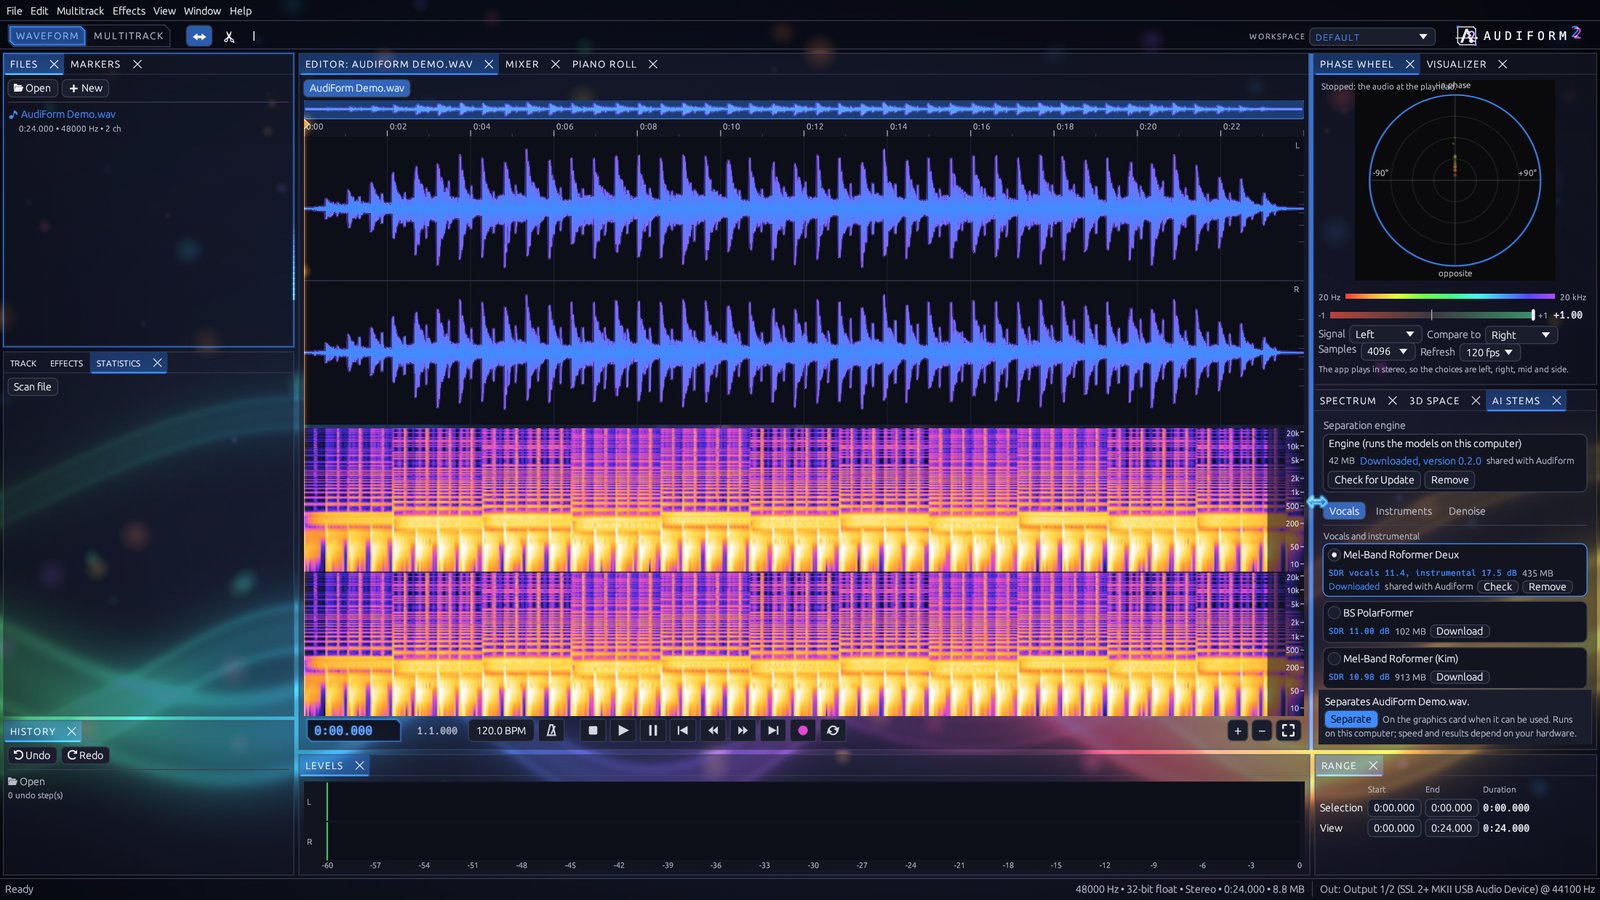 File Edit Multitrack Effects View Window Help
WAVEFORM MULTITRACK
WORKSPACE DEFAULT
AUDIFORM 2
FILES MARKERS
Open New
AudiForm Demo.wav
0:24.000 • 48000 Hz • 2 ch
TRACK EFFECTS STATISTICS
Scan file
HISTORY
Undo Redo
Open
0 undo step(s)
EDITOR: AUDIFORM DEMO.WAV MIXER PIANO ROLL
AudiForm Demo.wav
0:00 0:02 0:04 0:06 0:08 0:10 0:12 0:14 0:16 0:18 0:20 0:22
L
R
20k
10k
5k
2k
1k
500
200
50
10
20k
10k
5k
2k
1k
500
200
50
10
0:00.000 1.1.000 120.0 BPM
LEVELS
L
R
-60 -57 -54 -51 -48 -45 -42 -39 -36 -33 -30 -27 -24 -21 -18 -15 -12 -9 -6 -3 0
PHASE WHEEL VISUALIZER
Stopped: the audio at the playhead
in phase
-90° +90°
opposite
20 Hz 20 kHz
-1 +1 +1.00
Signal Left Compare to Right
Samples 4096 Refresh 120 fps
The app plays in stereo, so the choices are left, right, mid and side.
SPECTRUM 3D SPACE AI STEMS
Separation engine
Engine (runs the models on this computer)
42 MB Downloaded, version 0.2.0 shared with Audiform
Check for Update Remove
Vocals Instruments Denoise
Vocals and instrumental
Mel-Band Roformer Deux
SDR vocals 11.4, instrumental 17.5 dB 435 MB
Downloaded shared with Audiform Check Remove
BS PolarFormer
SDR 11.00 dB 102 MB Download
Mel-Band Roformer (Kim)
SDR 10.98 dB 913 MB Download
Separates AudiForm Demo.wav.
Separate On the graphics card when it can be used. Runs
on this computer; speed and results depend on your hardware.
RANGE
Start End Duration
Selection 0:00.000 0:00.000 0:00.000
View 0:00.000 0:24.000 0:24.000
Ready
48000 Hz • 32-bit float • Stereo • 0:24.000 • 8.8 MB
Out: Output 1/2 (SSL 2+ MKII USB Audio Device) @ 44100 Hz